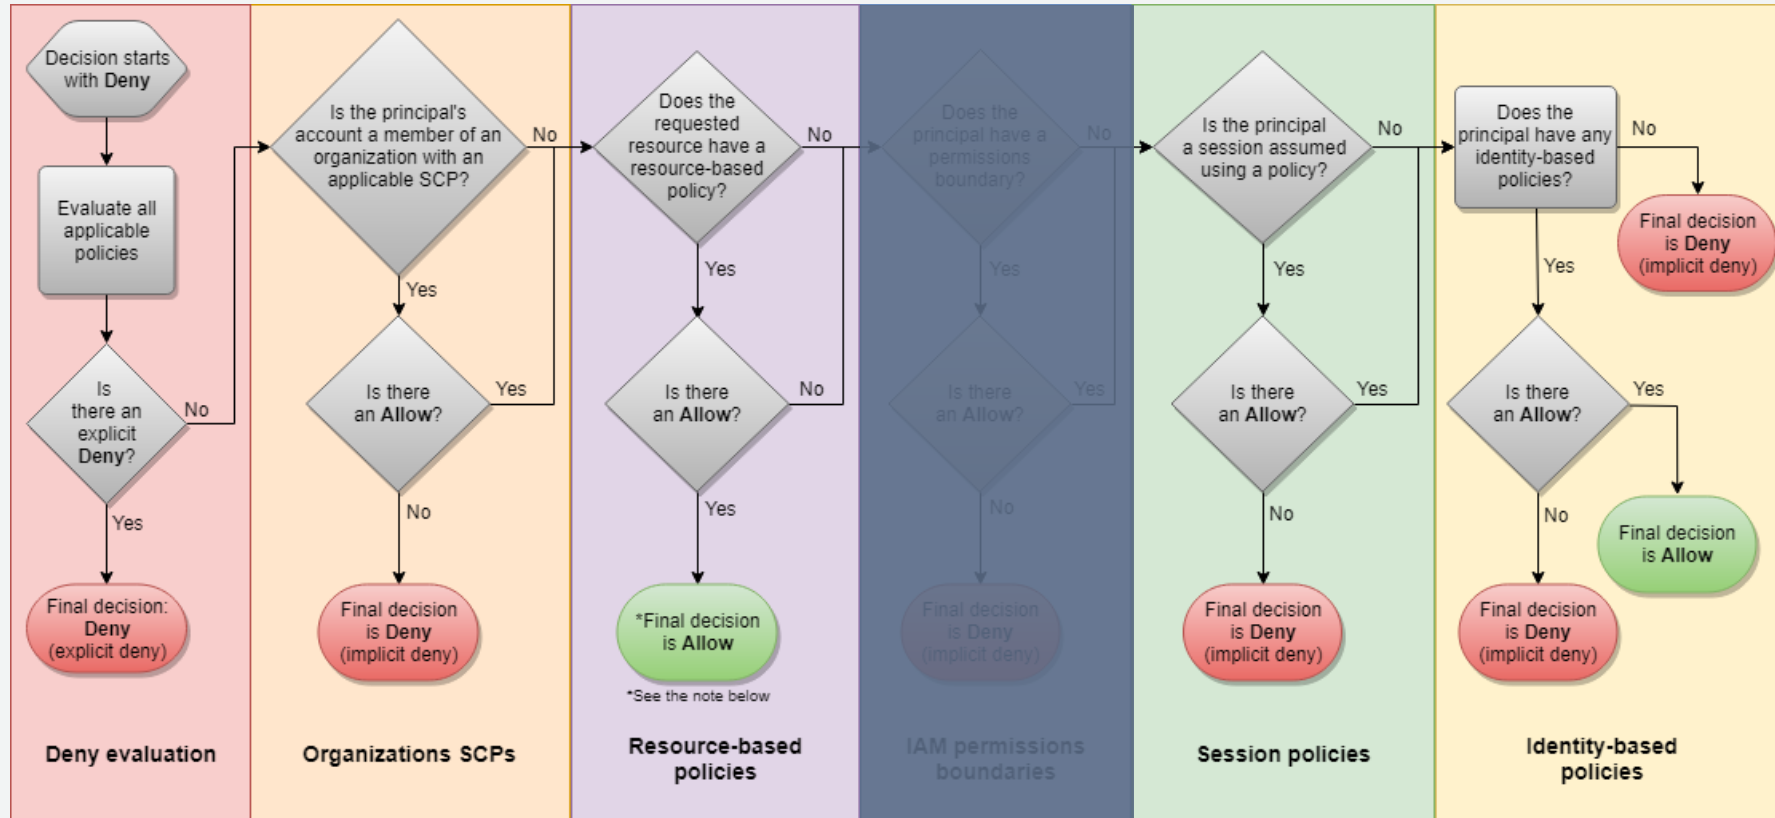 Decision starts
with Deny
Evaluate all
applicable
policies
Is
there an
explicit
Deny?
No
Yes
Final decision:
Deny
(explicit deny)
Deny evaluation
Is the principal's
account a member of an
organization with an
applicable SCP?
No
Yes
Is there
an Allow?
Yes
No
Final decision
is Deny
(implicit deny)
Organizations SCPs
Does the
requested
resource have a
resource-based
policy?
No
Yes
Is there
an Allow?
No
Yes
*Final decision
is Allow
*See the note below
Resource-based
policies
Does the
principal have a
permissions
boundary?
No
Yes
Is there
an Allow?
Yes
No
Final decision
is Deny
(implicit deny)
IAM permissions
boundaries
Is the principal
a session assumed
using a policy?
No
Yes
Is there
an Allow?
Yes
No
Final decision
is Deny
(implicit deny)
Session policies
Does the
principal have any
identity-based
policies?
No
Final decision
is Deny
(implicit deny)
Yes
Is there
an Allow?
Yes
Final decision
is Allow
No
Final decision
is Deny
(implicit deny)
Identity-based
policies